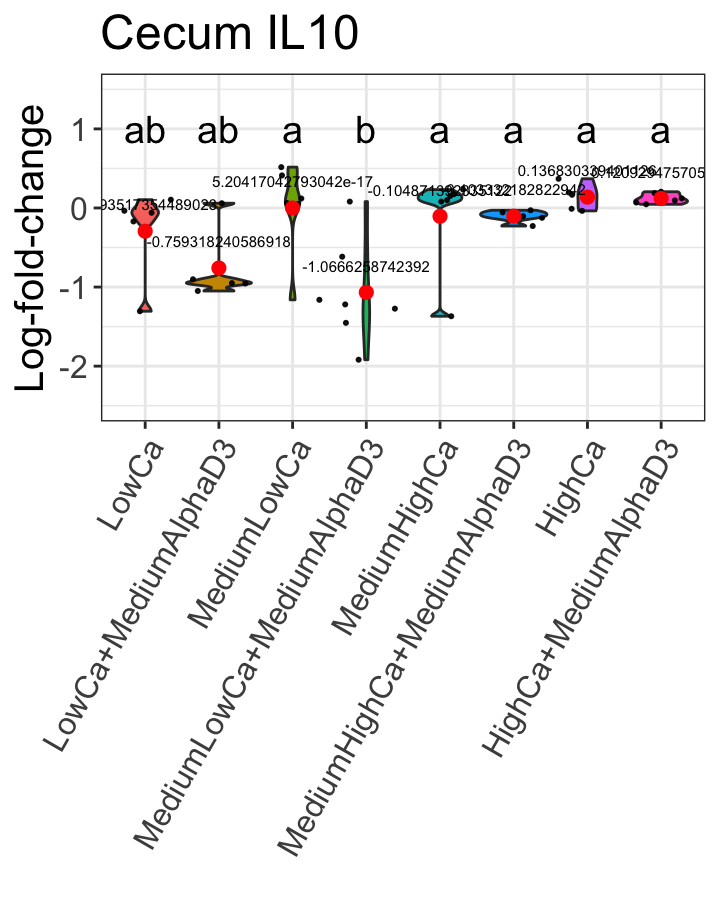 Cecum IL10
Log-fold-change
1
0
-1
-2
ab
ab
a
b
a
a
a
a
5.20417042793042e-17
-0.759318240586918
-1.0666258742392
LowCa
LowCa+MediumAlphaD3
MediumLowCa
MediumLowCa+MediumAlphaD3
MediumHighCa
MediumHighCa+MediumAlphaD3
HighCa
HighCa+MediumAlphaD3